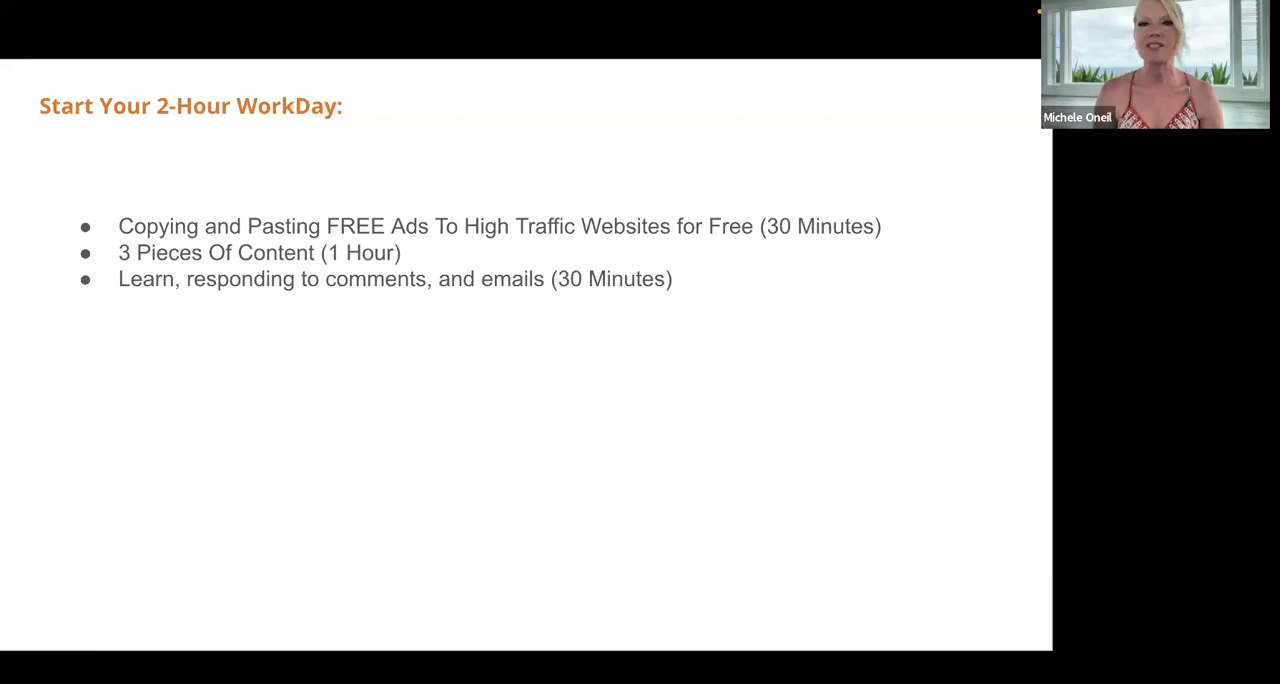 Start Your 2-Hour WorkDay:
● Copying and Pasting FREE Ads To High Traffic Websites for Free (30 Minutes)
● 3 Pieces Of Content (1 Hour)
● Learn, responding to comments, and emails (30 Minutes)
Michele Oneil